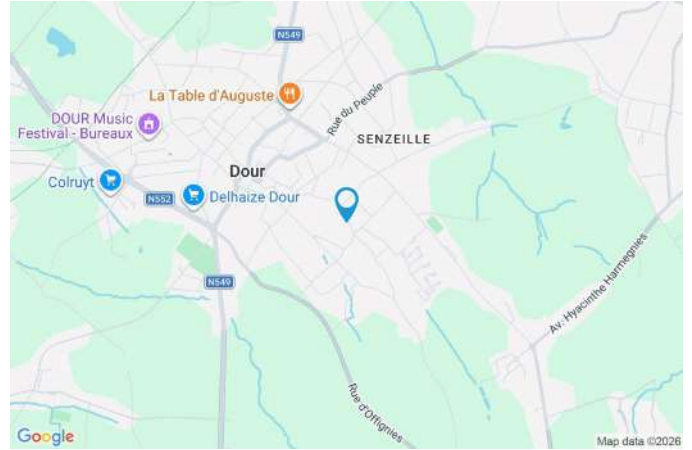 N549
La Table d'Auguste
DOUR Music
Festival - Bureaux
Rue du Peuple
SENZEILLE
Dour
Colruyt
N552
Delhaize Dour
N549
Av. Hyacinthe Harmegnies
Rue d'Offignies
Google
Map data ©2026